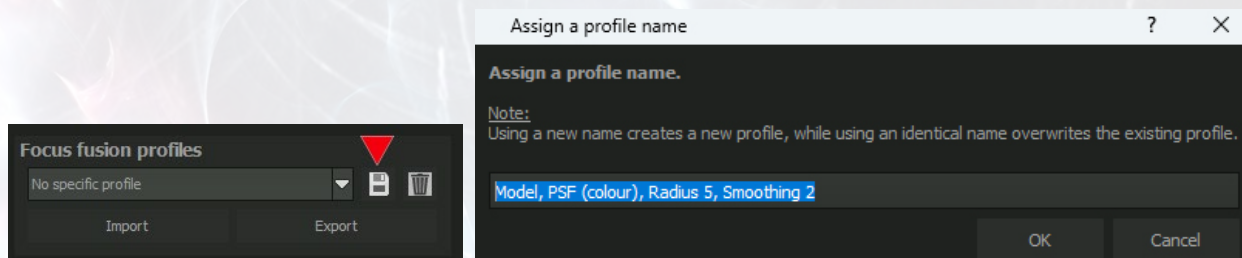 Focus fusion profiles
No specific profile
Import Export
Assign a profile name ? ×
Assign a profile name.
Note:
Using a new name creates a new profile, while using an identical name overwrites the existing profile.
Model, PSF (colour), Radius 5, Smoothing 2
OK Cancel